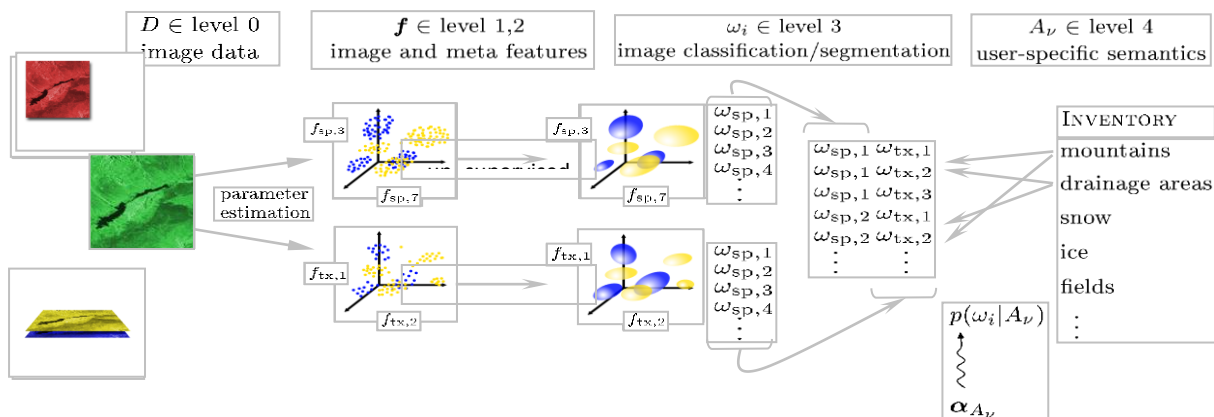 D ∈ level 0
image data
f ∈ level 1,2
image and meta features
ω_i ∈ level 3
image classification/segmentation
A_ν ∈ level 4
user-specific semantics
parameter
estimation
f_sp,3
f_sp,7
f_tx,1
f_tx,2
f_sp,3
f_sp,7
f_tx,1
f_tx,2
ω_sp,1
ω_sp,2
ω_sp,3
ω_sp,4
⋮
ω_sp,1
ω_sp,2
ω_sp,3
ω_sp,4
⋮
ω_sp,1 ω_tx,1
ω_sp,1 ω_tx,2
ω_sp,1 ω_tx,3
ω_sp,2 ω_tx,1
ω_sp,2 ω_tx,2
⋮ ⋮
INVENTORY
mountains
drainage areas
snow
ice
fields
⋮
p(ω_i|A_ν)
α_A_ν